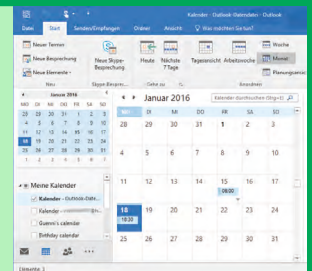 Kalender - Outlook-Datendatei - Outlook
Datei Start Senden/Empfangen Ordner Ansicht Was möchten Sie tun?
Neuer Termin
Neue Besprechung
Neue Elemente
Neue Skype-Besprechung
Heute Nächste 7 Tage
Tagesansicht Arbeitswoche
Woche
Monat
Planungsansicht
Neu Skype-Bespre... Gehe zu Anordnen
Januar 2016
MO DI MI DO FR SA SO
28 29 30 31 1 2 3
4 5 6 7 8 9 10
11 12 13 14 15 16 17
18 19 20 21 22 23 24
25 26 27 28 29 30 31
1 2 3 4 5 6 7
Meine Kalender
Kalender - Outlook-Date...
Kalender -
Guenni's calendar
Birthday calendar
Januar 2016
Kalender durchsuchen (Strg+E)
MO DI MI DO FR SA SO
28 29 30 31 1 2 3
4 5 6 7 8 9 10
11 12 13 14 15 16 17
08:00
18 19 20 21 22 23 24
18:20
25 26 27 28 29 30 31
Elemente: 3